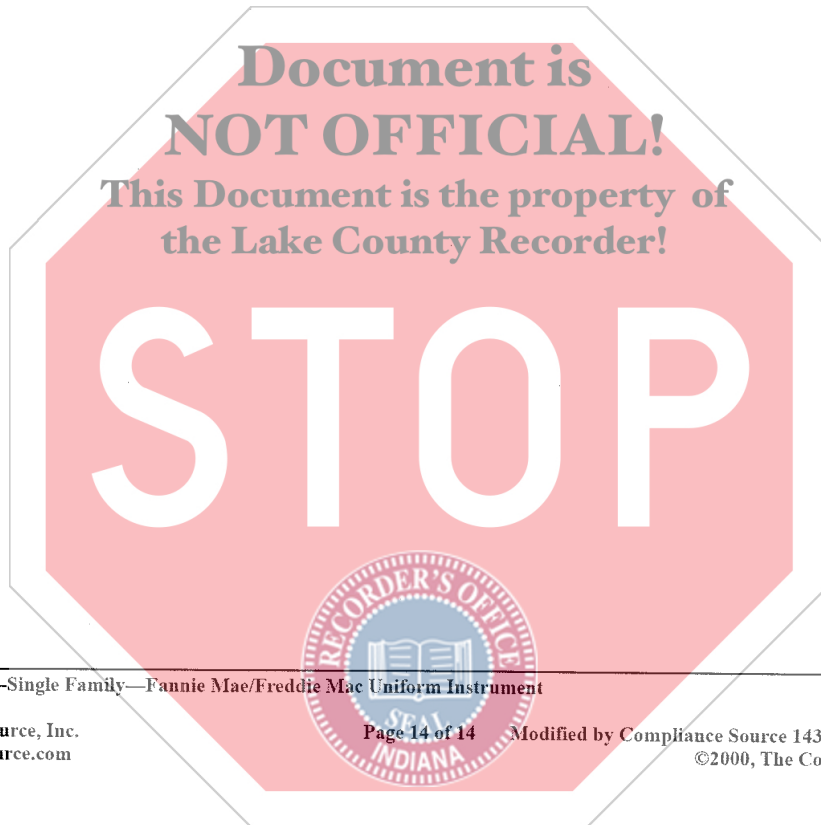 Document is
NOT OFFICIAL!
This Document is the property of
the Lake County Recorder!
STOP
RECORDER'S OFFICE
SEAL
INDIANA
–Single Family—Fannie Mae/Freddie Mac Uniform Instrument
urce, Inc.
Page 14 of 14
Modified by Compliance Source 143
urce.com
©2000, The Co